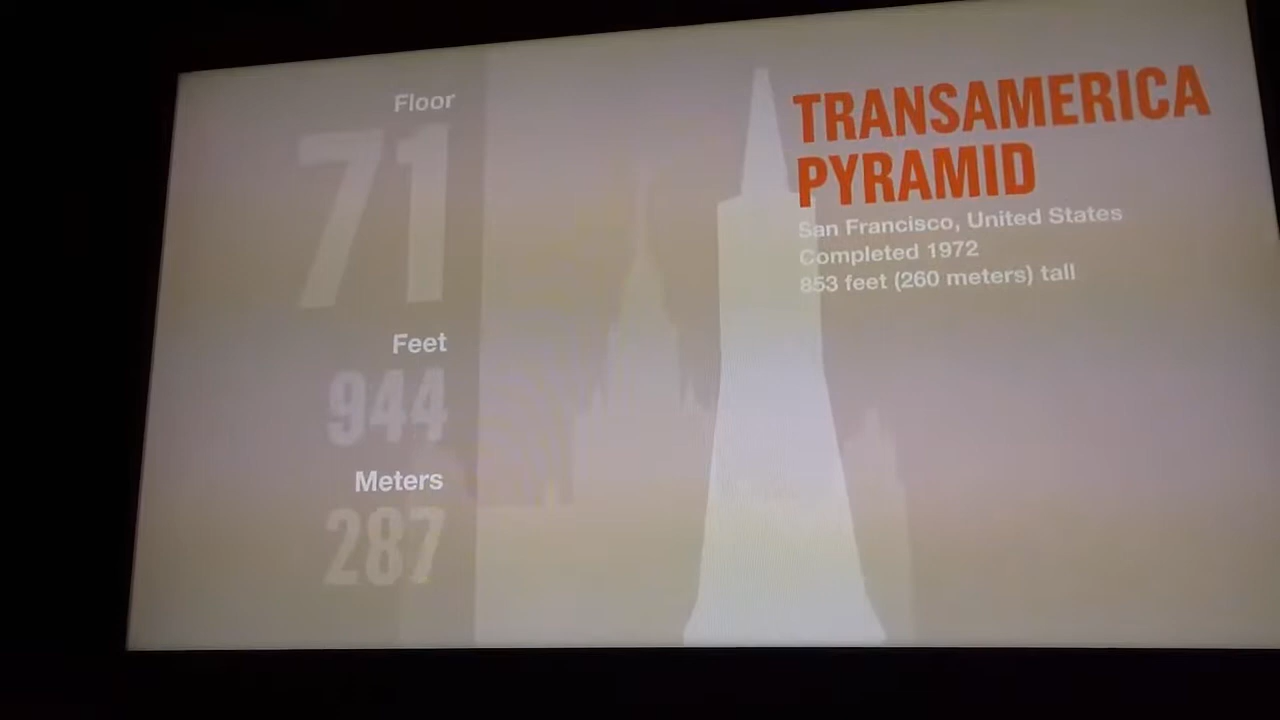 Floor
71
Feet
944
Meters
287
TRANSAMERICA
PYRAMID
San Francisco, United States
Completed 1972
853 feet (260 meters) tall